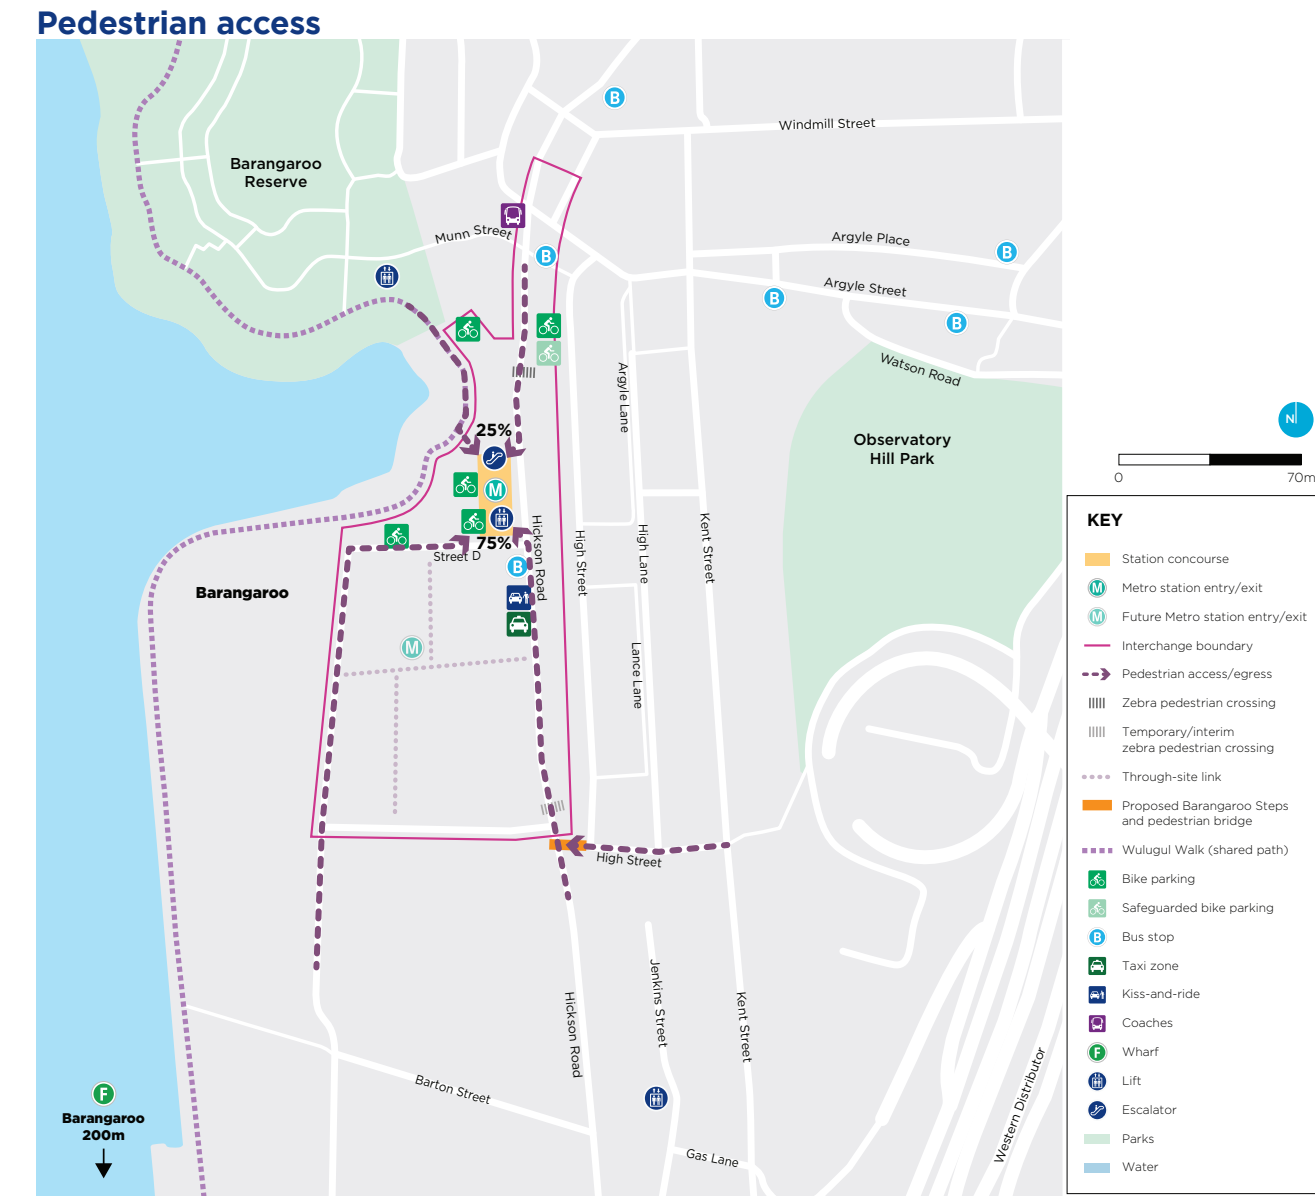 Pedestrian access
B
Windmill Street
Barangaroo
Reserve
Munn Street
B
Argyle Place
B
Argyle Street
B
B
Watson Road
Argyle Lane
Observatory
Hill Park
N
0 70m
25%
M
75%
Street D
B
Hickson Road
High Street
High Lane
Kent Street
Barangaroo
M
Lance Lane
High Street
Hickson Road
Jenkins Street
Kent Street
Barton Street
Gas Lane
Western Distributor
F
Barangaroo
200m
KEY
Station concourse
M Metro station entry/exit
M Future Metro station entry/exit
Interchange boundary
Pedestrian access/egress
Zebra pedestrian crossing
Temporary/interim
zebra pedestrian crossing
Through-site link
Proposed Barangaroo Steps
and pedestrian bridge
Wulugul Walk (shared path)
Bike parking
Safeguarded bike parking
B Bus stop
Taxi zone
Kiss-and-ride
Coaches
F Wharf
Lift
Escalator
Parks
Water